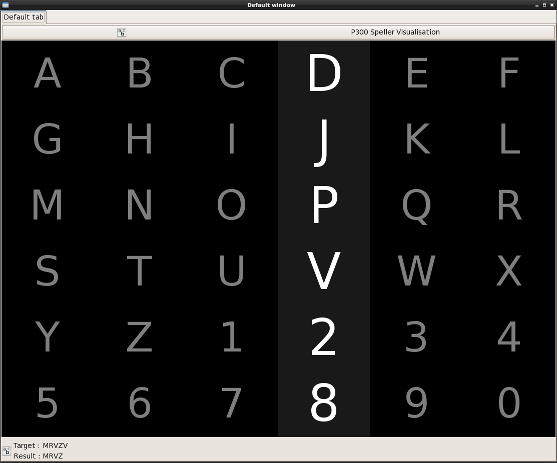 Default window
Default tab
P300 Speller Visualisation
A B C D E F
G H I J K L
M N O P Q R
S T U V W X
Y Z 1 2 3 4
5 6 7 8 9 0
Target : MRVZV
Result : MRVZ